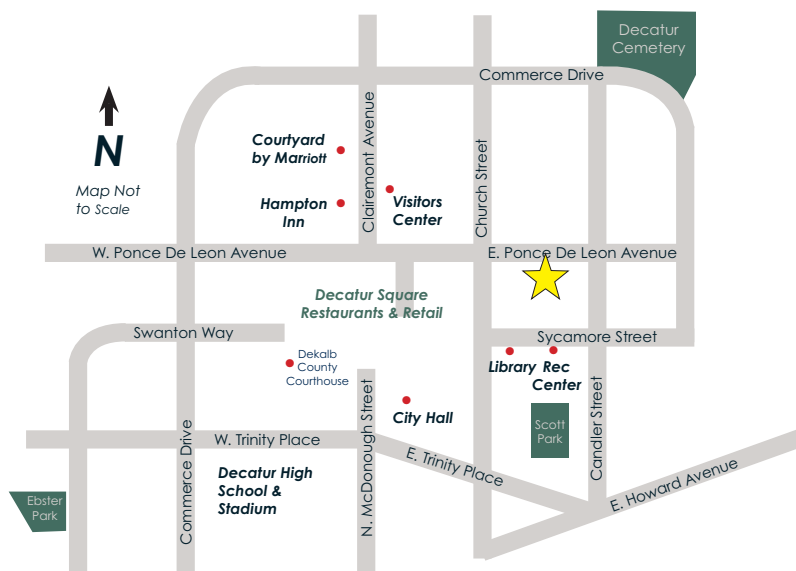 Decatur
Cemetery
Commerce Drive
N
Map Not
to Scale
Courtyard
by Marriott
Clairemont Avenue
Church Street
Hampton
Inn
Visitors
Center
W. Ponce De Leon Avenue
E. Ponce De Leon Avenue
Decatur Square
Restaurants & Retail
Swanton Way
Sycamore Street
Dekalb
County
Courthouse
Library
Rec
Center
N. McDonough Street
City Hall
Candler Street
Scott
Park
W. Trinity Place
E. Trinity Place
Commerce Drive
Decatur High
School &
Stadium
E. Howard Avenue
Ebster
Park